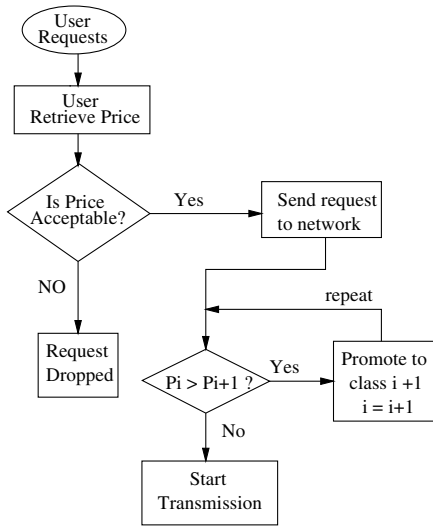 User
Requests
User
Retrieve Price
Is Price
Acceptable?
Yes
Send request
to network
NO
repeat
Request
Dropped
Pi > Pi+1 ?
Yes
Promote to
class i +1
i = i+1
No
Start
Transmission